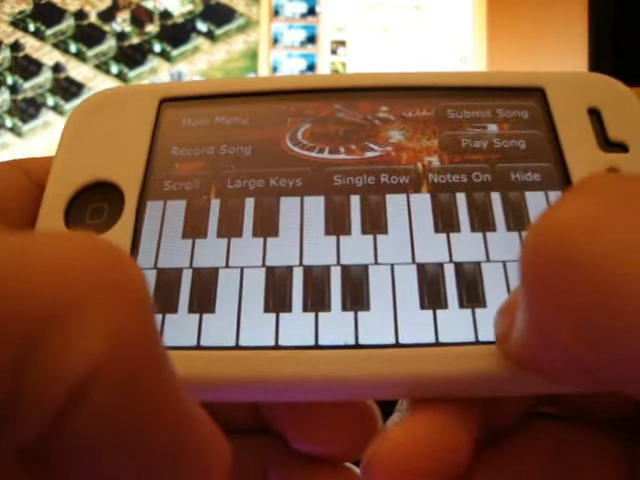 Main Menu
Submit Song
Record Song
Play Song
Scroll
Large Keys
Single Row
Notes On
Hide